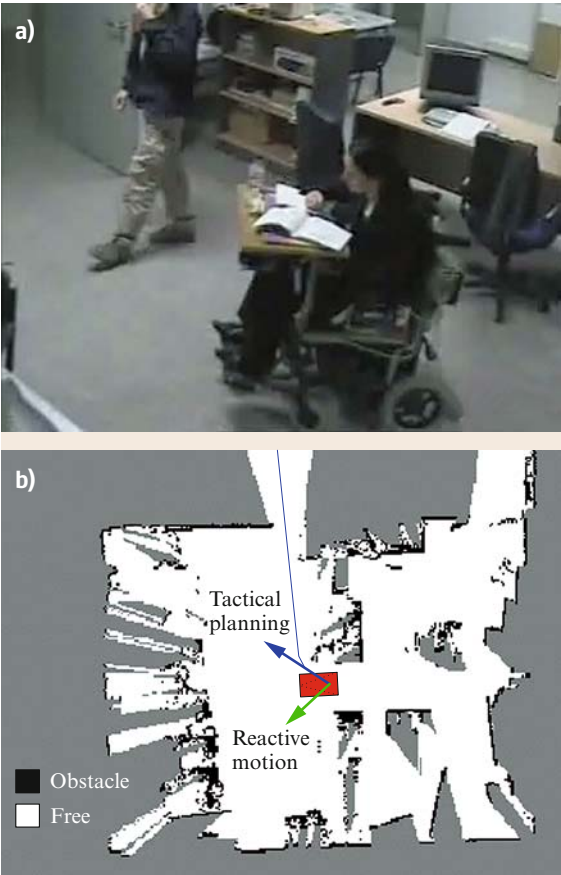 a)
b)
Tactical
planning
Reactive
motion
Obstacle
Free